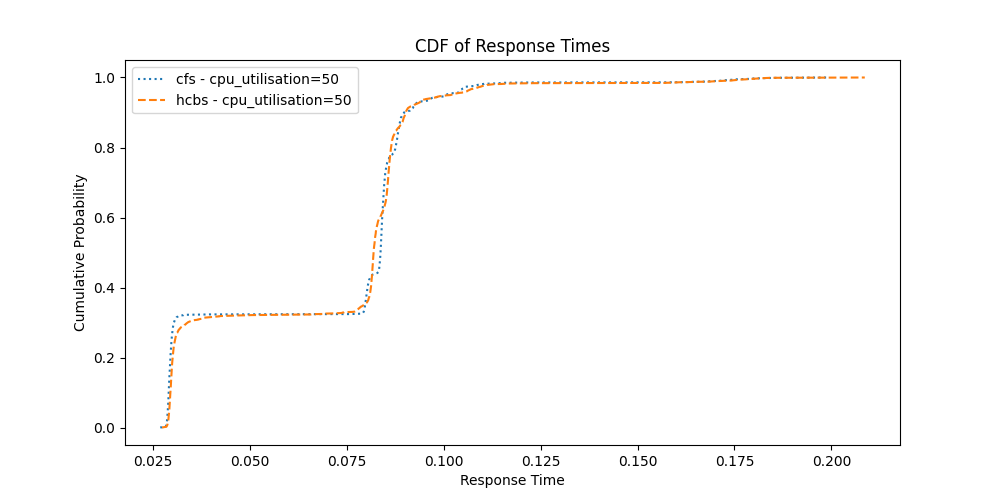 CDF of Response Times
cfs - cpu_utilisation=50
hcbs - cpu_utilisation=50
Cumulative Probability
1.0
0.8
0.6
0.4
0.2
0.0
0.025 0.050 0.075 0.100 0.125 0.150 0.175 0.200
Response Time